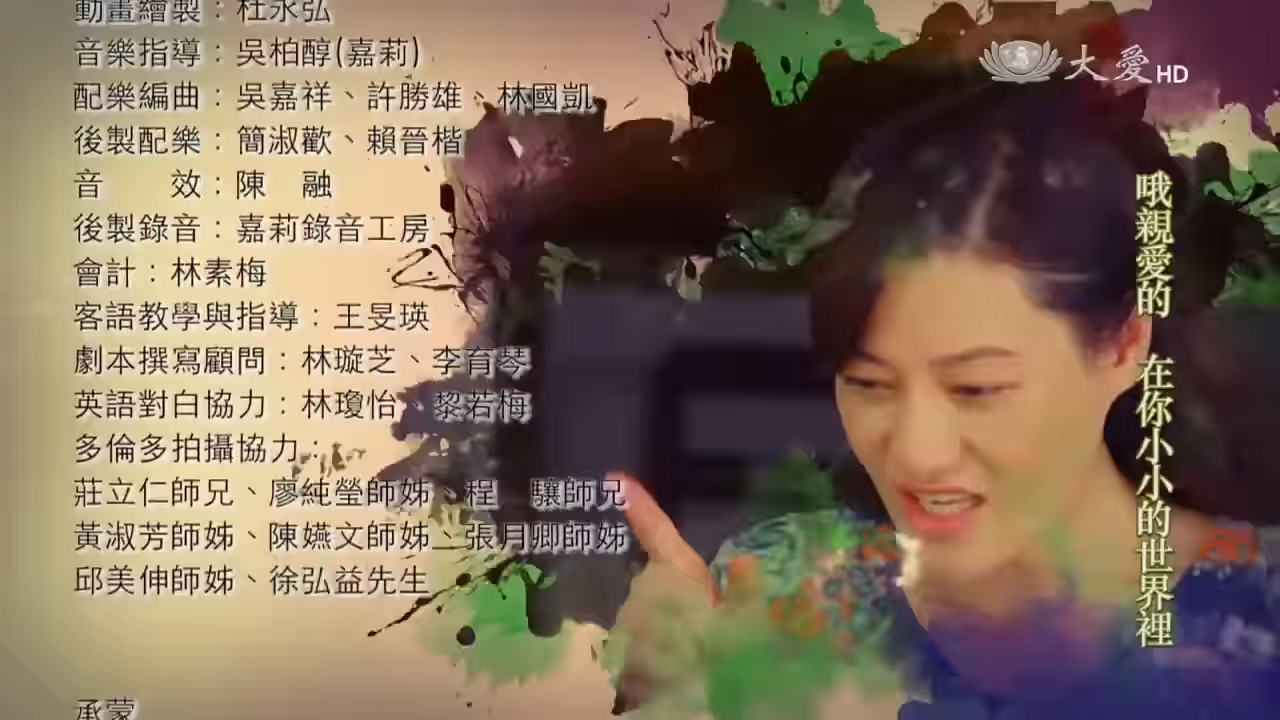 動畫繪製：杜永弘
音樂指導：吳柏醇(嘉莉)
配樂編曲：吳嘉祥、許勝雄、林國凱
後製配樂：簡淑歡、賴晉楷
音　　效：陳　融
後製錄音：嘉莉錄音工房
會計：林素梅
客語教學與指導：王旻瑛
劇本撰寫顧問：林璇芝、李育琴
英語對白協力：林瓊怡、黎若梅
多倫多拍攝協力：
莊立仁師兄、廖純瑩師姊、程　驤師兄
黃淑芳師姊、陳嬿文師姊、張月卿師姊
邱美伸師姊、徐弘益先生
承蒙
大愛HD
哦親愛的　在你小小的世界裡